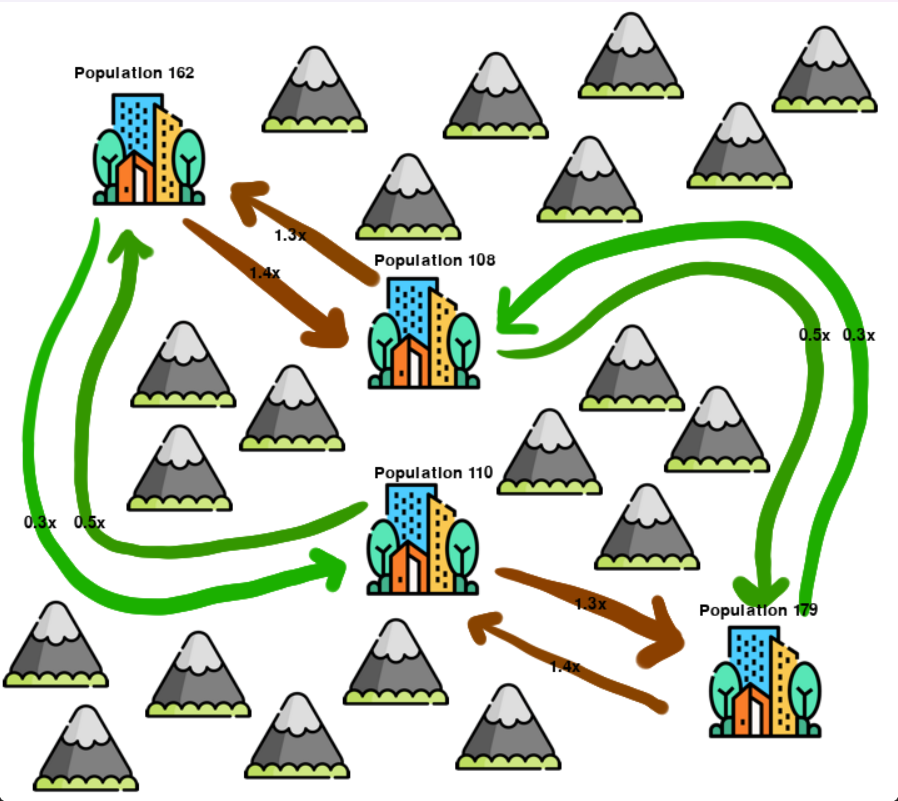 Population 162
1.3x
Population 108
1.4x
0.5x 0.3x
Population 110
0.3x 0.5x
1.3x
Population 179
1.4x